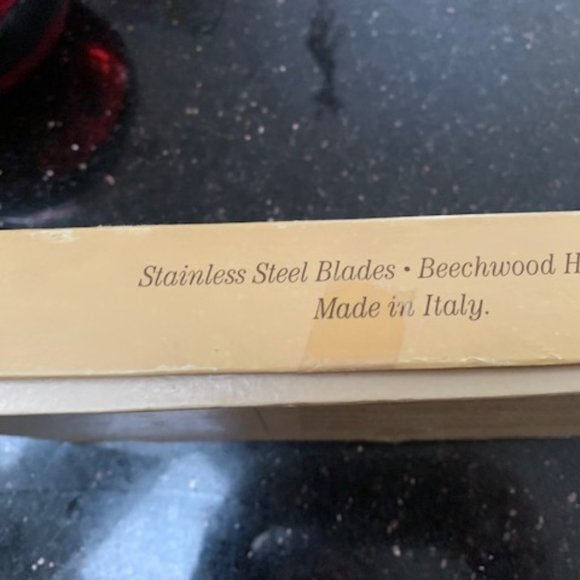 Stainless Steel Blades • Beechwood H
Made in Italy.